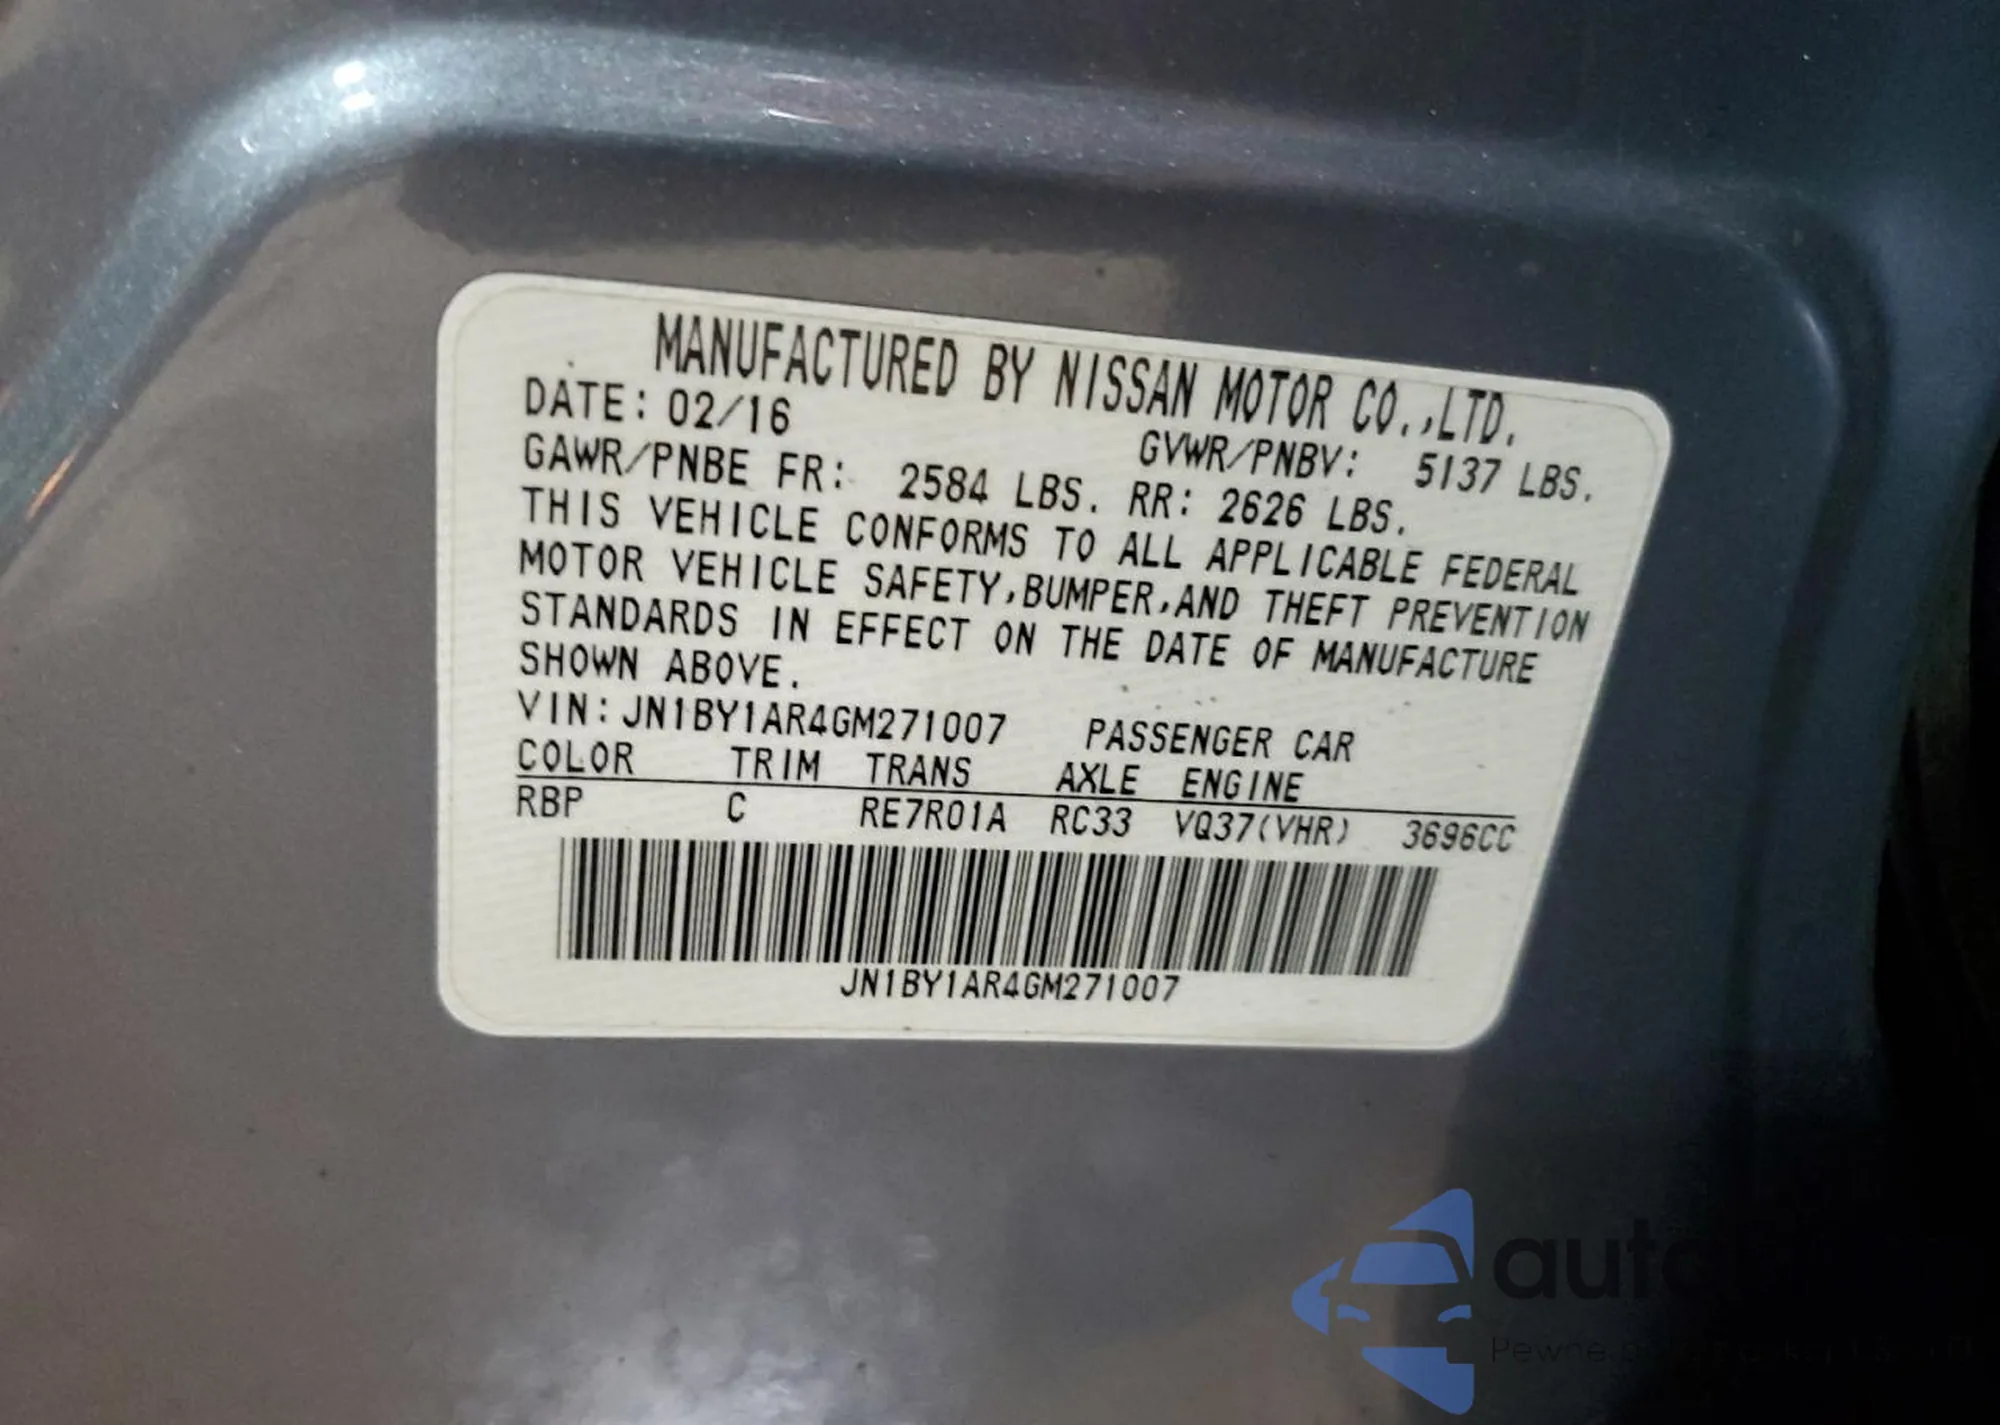 MANUFACTURED BY NISSAN MOTOR CO.,LTD.
DATE: 02/16
GVWR/PNBV: 5137 LBS.
GAWR/PNBE FR: 2584 LBS. RR: 2626 LBS.
THIS VEHICLE CONFORMS TO ALL APPLICABLE FEDERAL
MOTOR VEHICLE SAFETY,BUMPER,AND THEFT PREVENTION
STANDARDS IN EFFECT ON THE DATE OF MANUFACTURE
SHOWN ABOVE.
VIN:JN1BY1AR4GM271007 PASSENGER CAR
COLOR TRIM TRANS AXLE ENGINE
RBP C RE7R01A RC33 VQ37(VHR) 3696CC
JN1BY1AR4GM271007